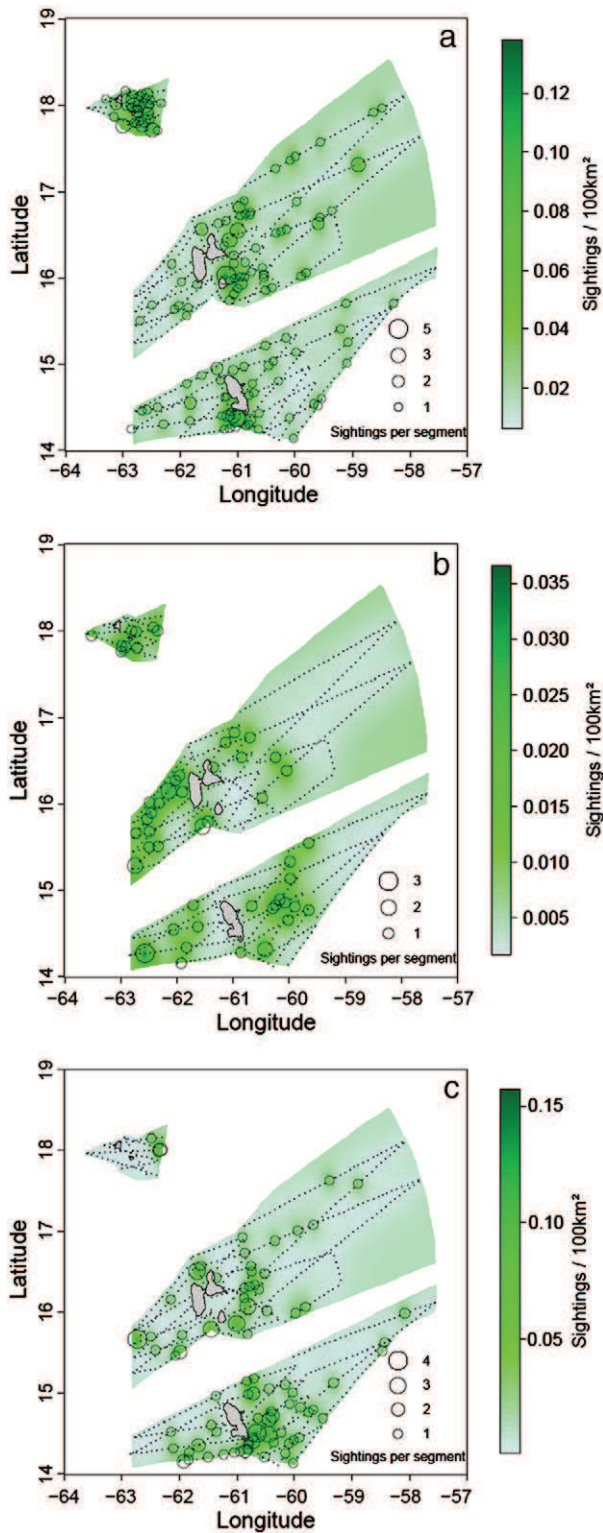 a
19
18
17
16
15
14
Latitude
−64 −63 −62 −61 −60 −59 −58 −57
Longitude
5
3
2
1
Sightings per segment
0.12
0.10
0.08
0.06
0.04
0.02
Sightings / 100km²
b
19
18
17
16
15
14
Latitude
−64 −63 −62 −61 −60 −59 −58 −57
Longitude
3
2
1
Sightings per segment
0.035
0.030
0.025
0.020
0.015
0.010
0.005
Sightings / 100km²
c
19
18
17
16
15
14
Latitude
−64 −63 −62 −61 −60 −59 −58 −57
Longitude
4
3
2
1
Sightings per segment
0.15
0.10
0.05
Sightings / 100km²